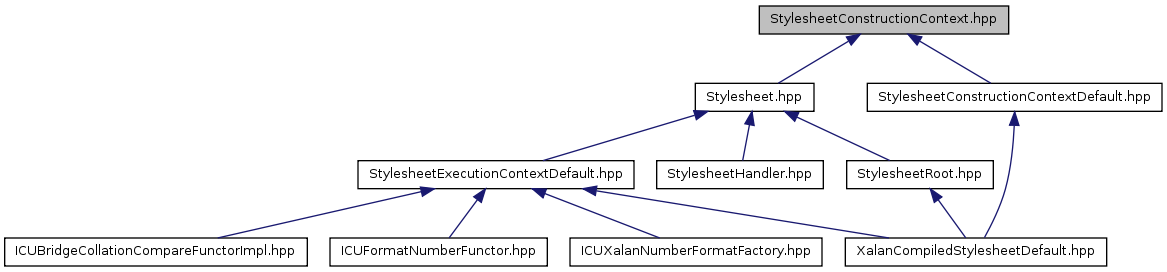 StylesheetConstructionContext.hpp
Stylesheet.hpp
StylesheetConstructionContextDefault.hpp
StylesheetExecutionContextDefault.hpp
StylesheetHandler.hpp
StylesheetRoot.hpp
ICUBridgeCollationCompareFunctorImpl.hpp
ICUFormatNumberFunctor.hpp
ICUXalanNumberFormatFactory.hpp
XalanCompiledStylesheetDefault.hpp